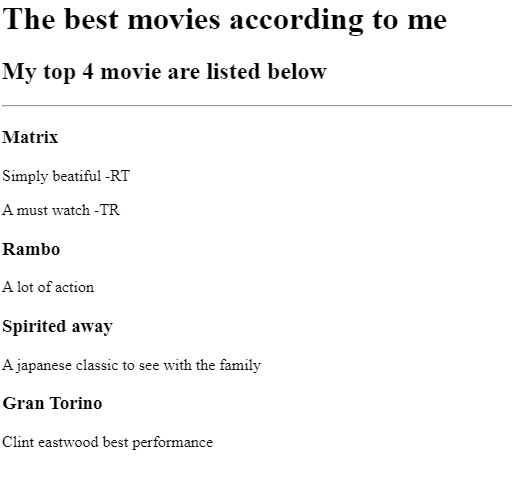 The best movies according to me
My top 4 movie are listed below
Matrix
Simply beatiful -RT
A must watch -TR
Rambo
A lot of action
Spirited away
A japanese classic to see with the family
Gran Torino
Clint eastwood best performance